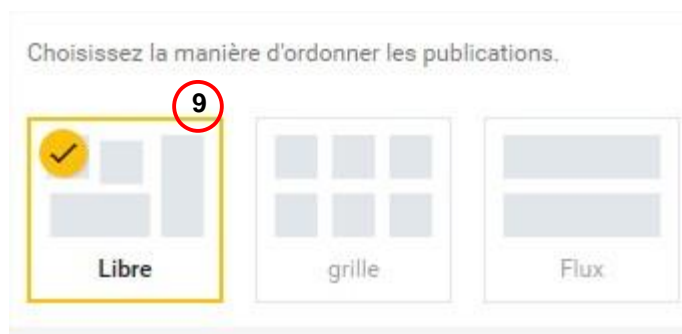 Choisissez la manière d'ordonner les publications.
9
Libre grille Flux